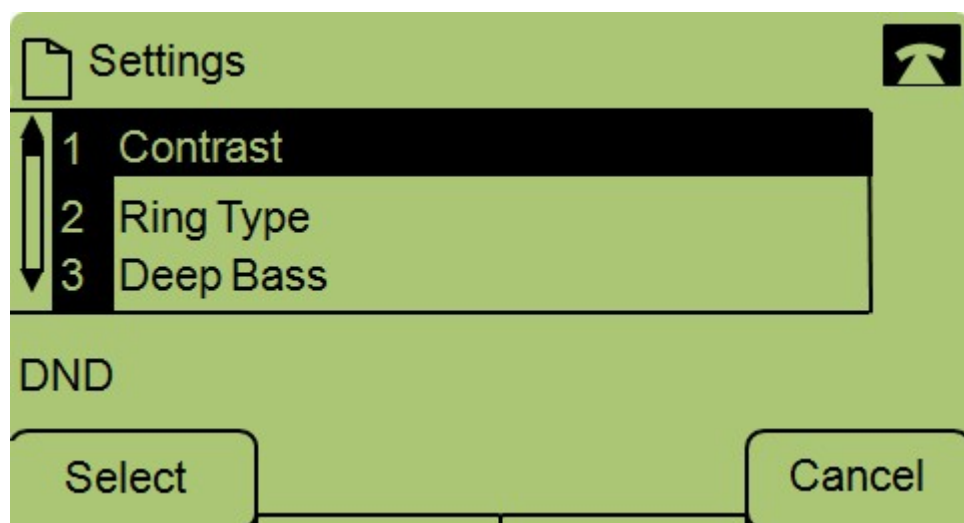 Settings
1 Contrast
2 Ring Type
3 Deep Bass
DND
Select Cancel